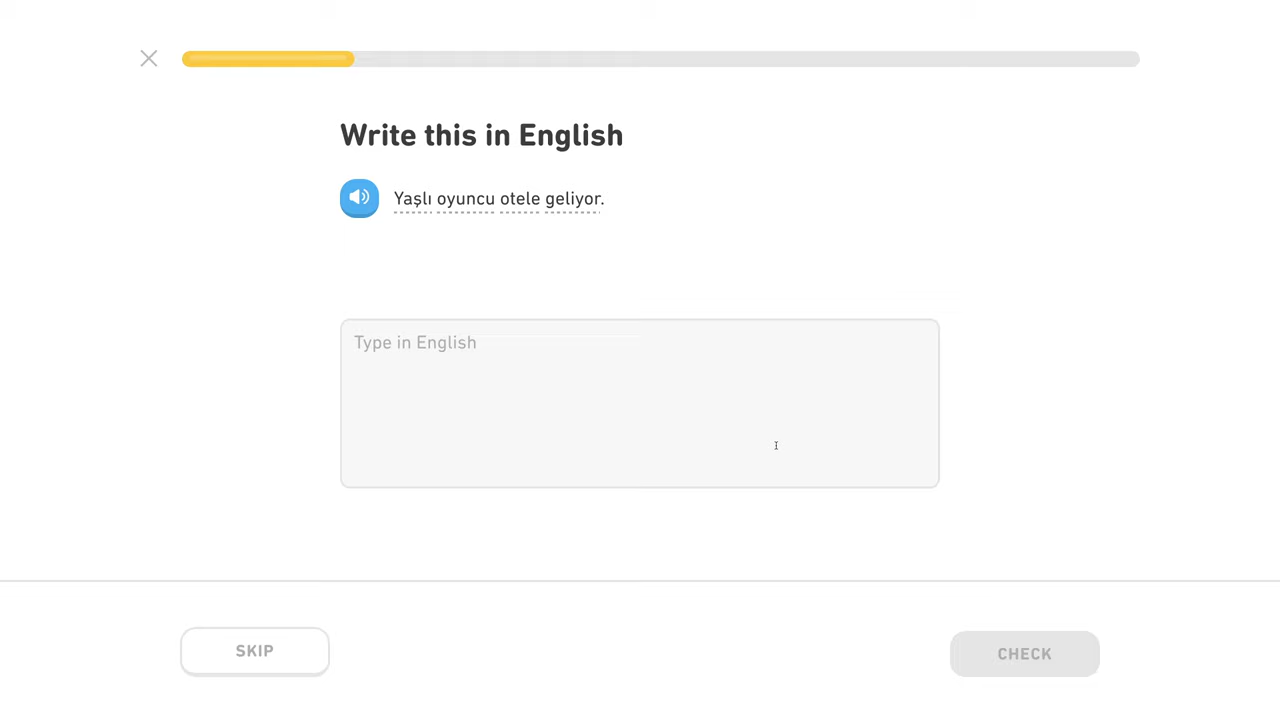 Write this in English
Yaşlı oyuncu otele geliyor.
Type in English
SKIP
CHECK